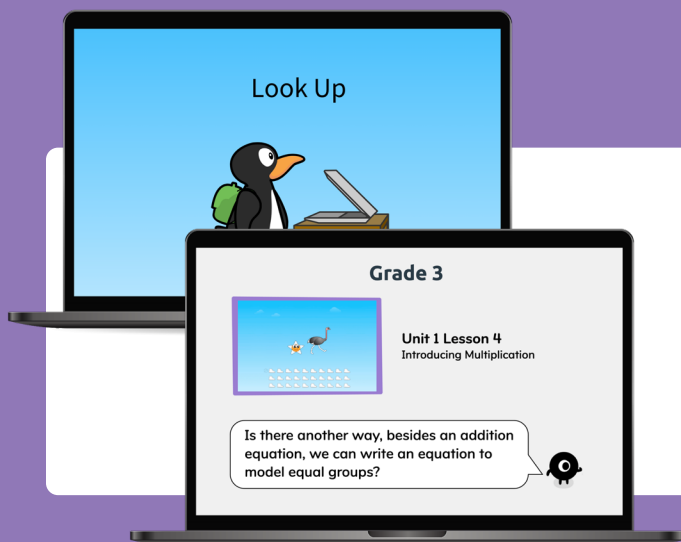 Look Up
Grade 3
Unit 1 Lesson 4
Introducing Multiplication
Is there another way, besides an addition
equation, we can write an equation to
model equal groups?